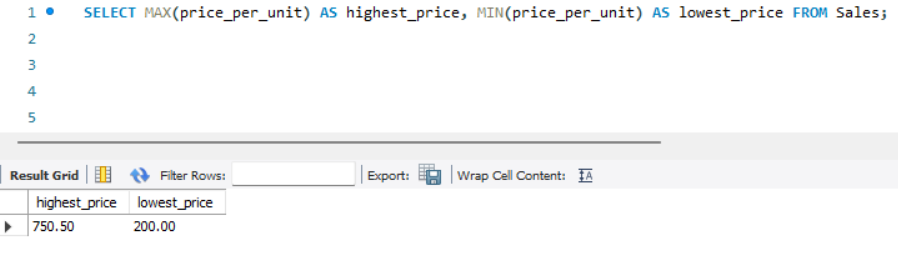 1 SELECT MAX(price_per_unit) AS highest_price, MIN(price_per_unit) AS lowest_price FROM Sales;
2
3
4
5
Result Grid Filter Rows: Export: Wrap Cell Content: IA
highest_price lowest_price
750.50 200.00